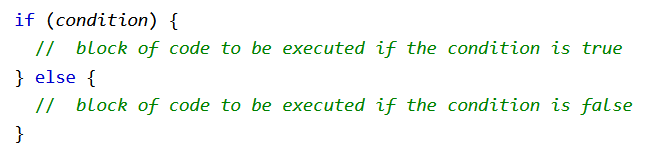 if (condition) {
  //  block of code to be executed if the condition is true
} else {
  //  block of code to be executed if the condition is false
}